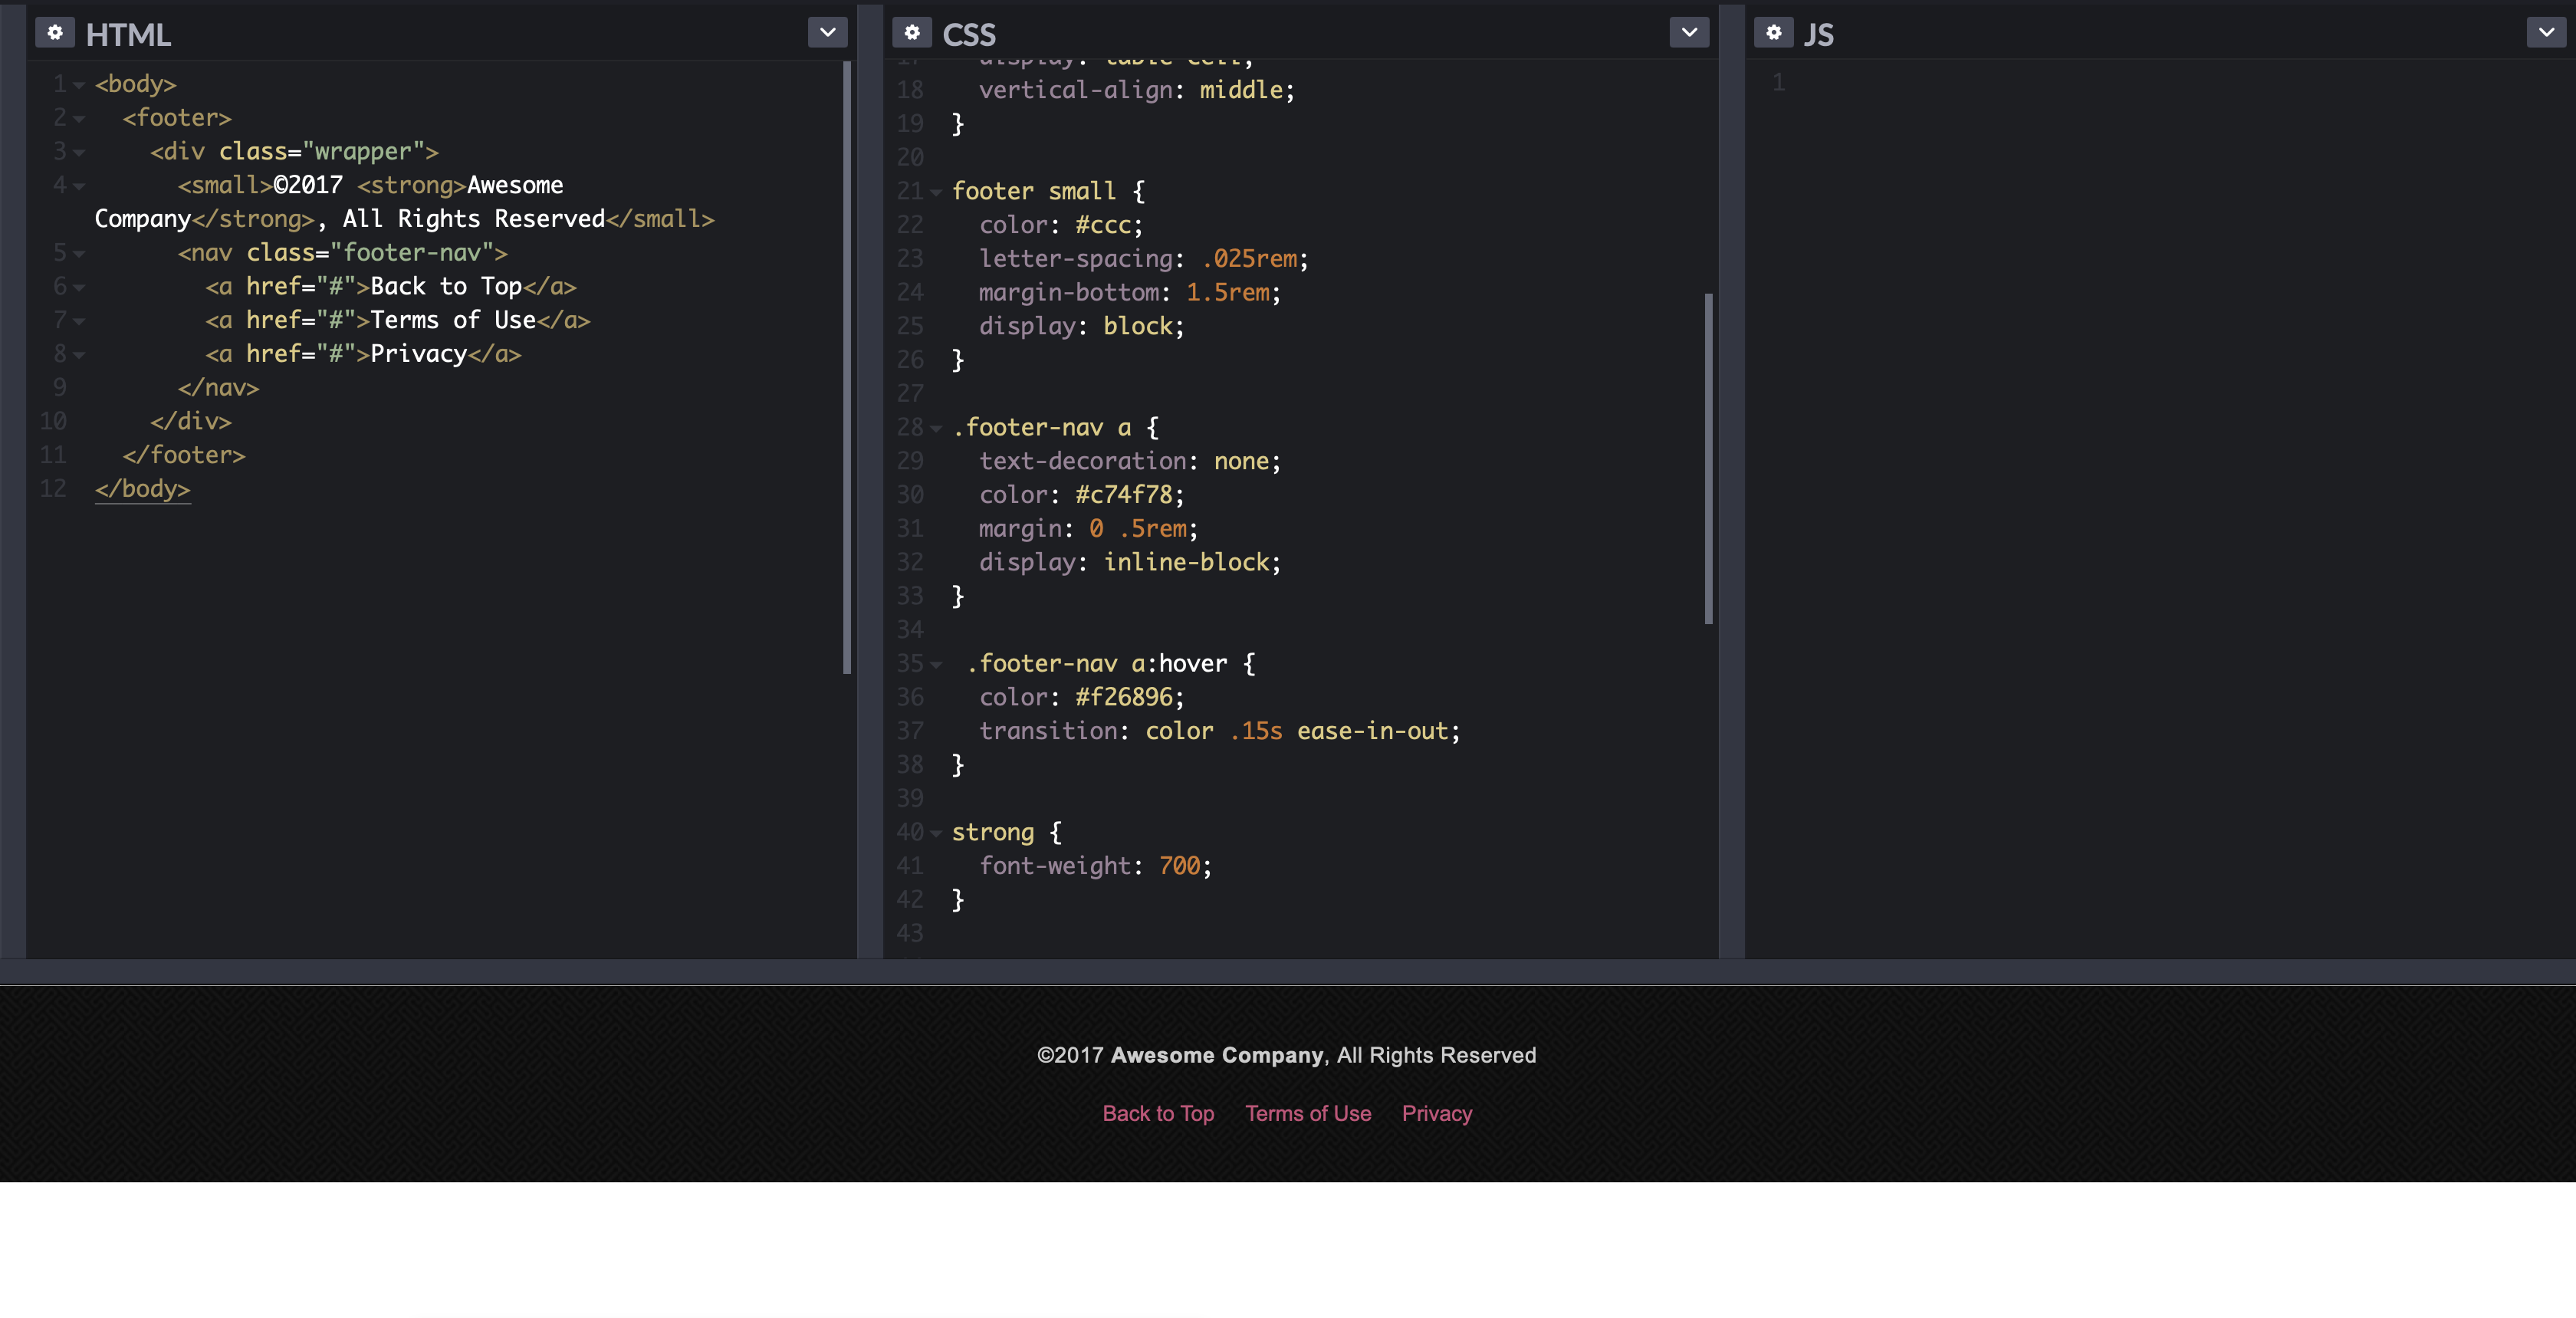 HTML
1 <body>
2 <footer>
3 <div class="wrapper">
4 <small>©2017 <strong>Awesome
Company</strong>, All Rights Reserved</small>
5 <nav class="footer-nav">
6 <a href="#">Back to Top</a>
7 <a href="#">Terms of Use</a>
8 <a href="#">Privacy</a>
9 </nav>
10 </div>
11 </footer>
12 </body>
CSS
17 display: table-cell;
18 vertical-align: middle;
19 }
20
21 footer small {
22 color: #ccc;
23 letter-spacing: .025rem;
24 margin-bottom: 1.5rem;
25 display: block;
26 }
27
28 .footer-nav a {
29 text-decoration: none;
30 color: #c74f78;
31 margin: 0 .5rem;
32 display: inline-block;
33 }
34
35 .footer-nav a:hover {
36 color: #f26896;
37 transition: color .15s ease-in-out;
38 }
39
40 strong {
41 font-weight: 700;
42 }
43
JS
1
©2017 Awesome Company, All Rights Reserved
Back to Top Terms of Use Privacy